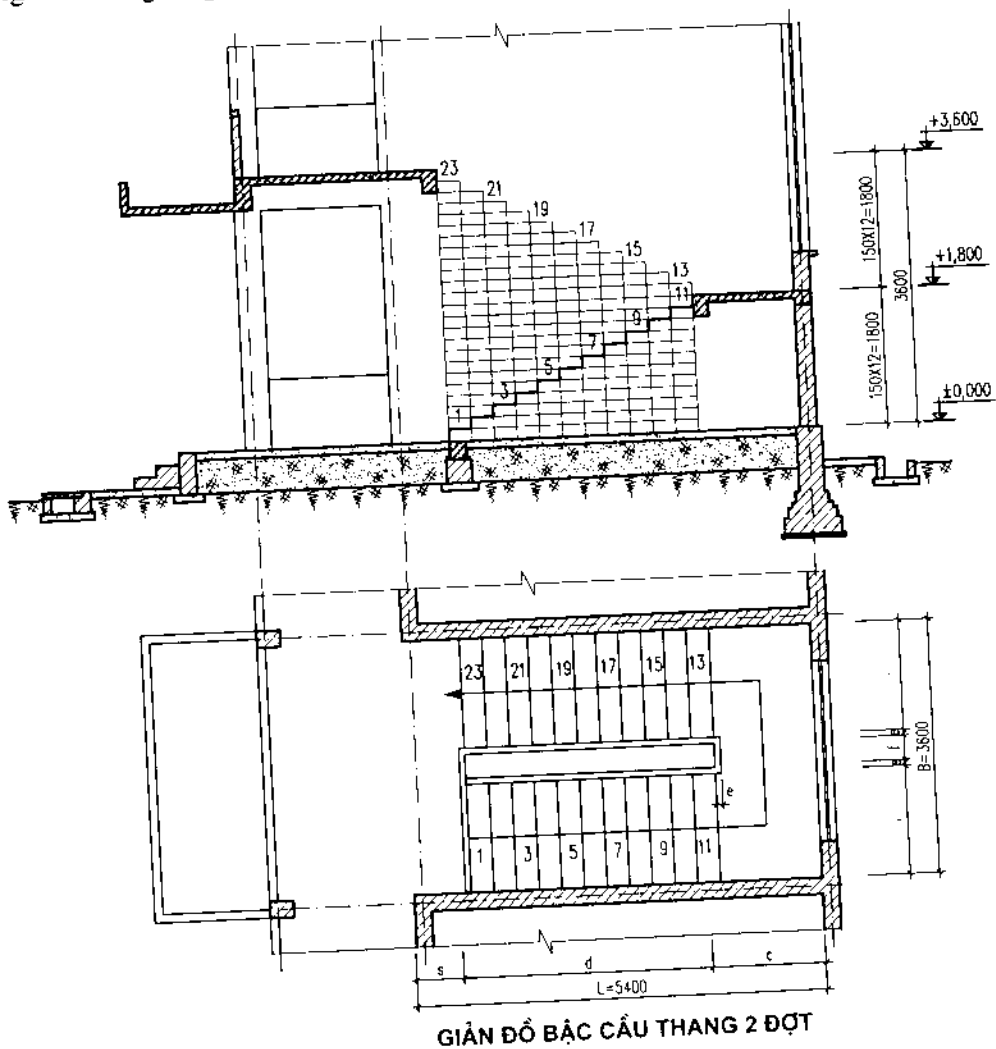 +3,600
23
21
19
17
15
13
11
9
7
5
3
1
150X12=1800
150X12=1800
3600
+1,800
±0,000
23 21 19 17 15 13
1 3 5 7 9 11
e
f
B=3600
s d c
L=5400
GIẢN ĐỒ BẬC CẦU THANG 2 ĐỢT